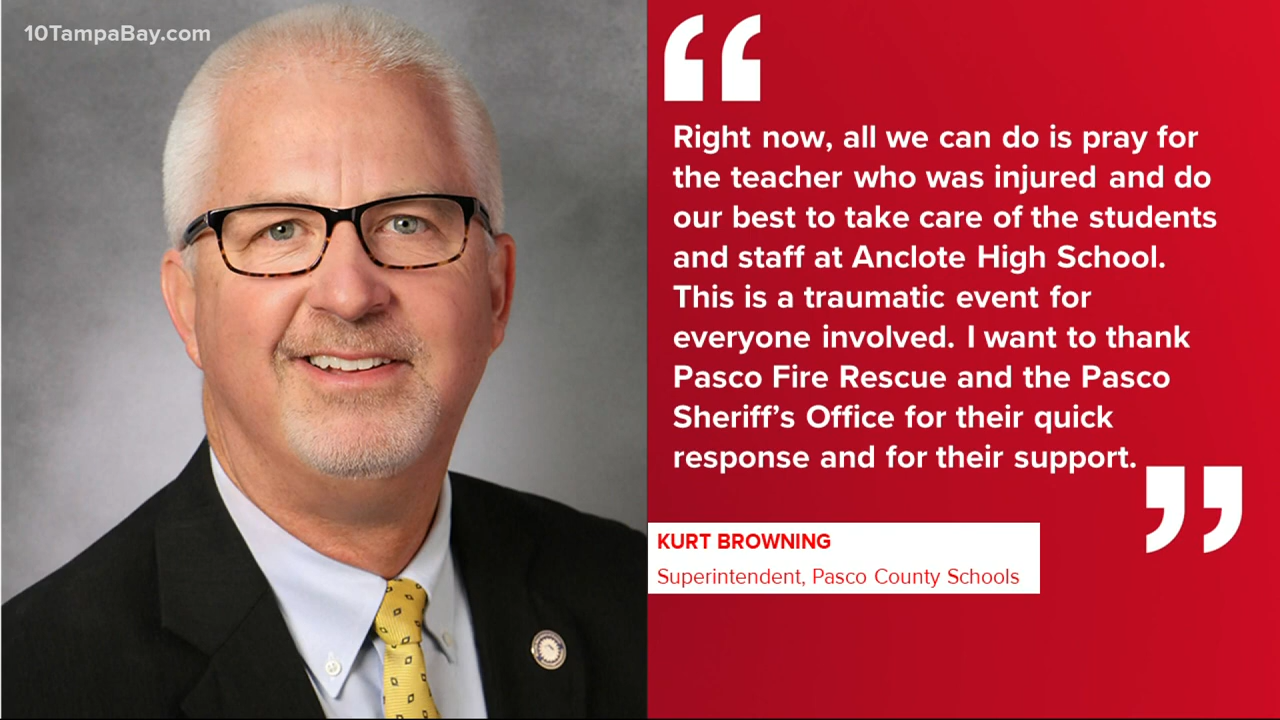 10TampaBay.com
“
Right now, all we can do is pray for
the teacher who was injured and do
our best to take care of the students
and staff at Anclote High School.
This is a traumatic event for
everyone involved. I want to thank
Pasco Fire Rescue and the Pasco
Sheriff’s Office for their quick
response and for their support.
”
KURT BROWNING
Superintendent, Pasco County Schools